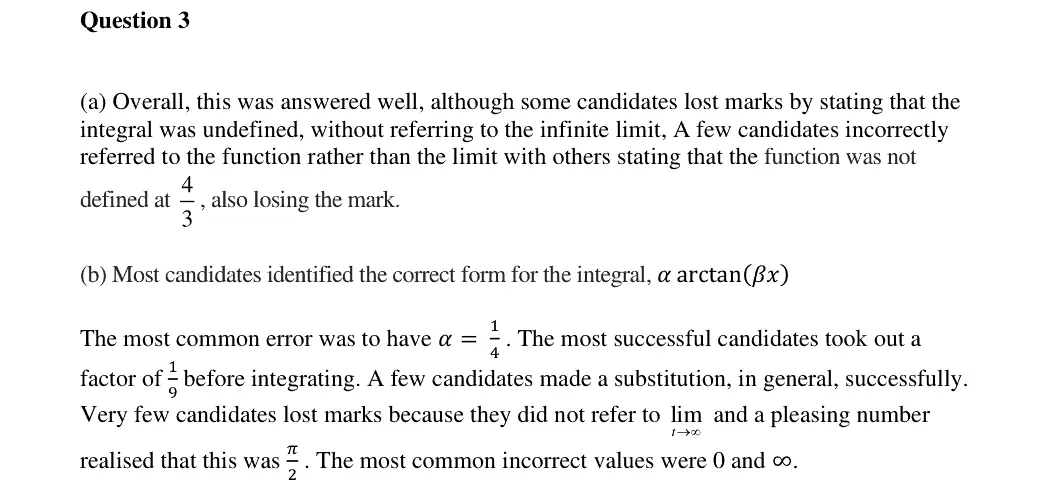 Question 3
(a) Overall, this was answered well, although some candidates lost marks by stating that the
integral was undefined, without referring to the infinite limit, A few candidates incorrectly
referred to the function rather than the limit with others stating that the function was not
defined at 4/3 , also losing the mark.
(b) Most candidates identified the correct form for the integral, α arctan(βx)
The most common error was to have α = 1/4 . The most successful candidates took out a
factor of 1/9 before integrating. A few candidates made a substitution, in general, successfully.
Very few candidates lost marks because they did not refer to lim t→∞ and a pleasing number
realised that this was π/2 . The most common incorrect values were 0 and ∞.